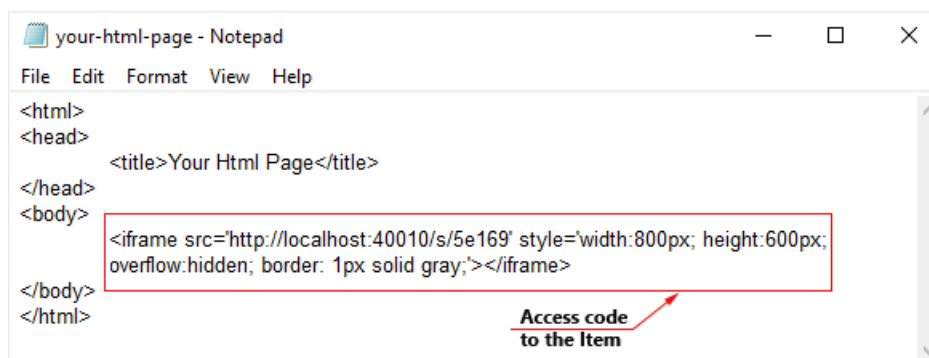 your-html-page - Notepad
File Edit Format View Help
<html>
<head>
<title>Your Html Page</title>
</head>
<body>
<iframe src='http://localhost:40010/s/5e169' style='width:800px; height:600px;
overflow:hidden; border: 1px solid gray;'></iframe>
</body>
</html>
Access code
to the Item